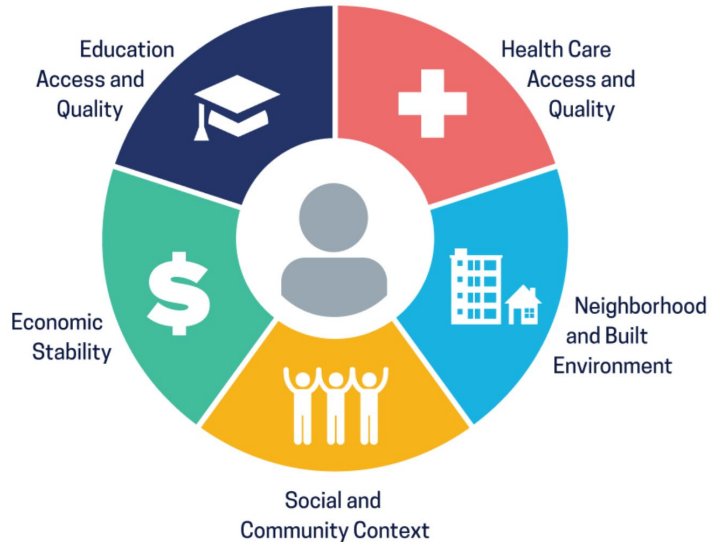 Education
Access and
Quality
Health Care
Access and
Quality
Economic
Stability
Neighborhood
and Built
Environment
Social and
Community Context